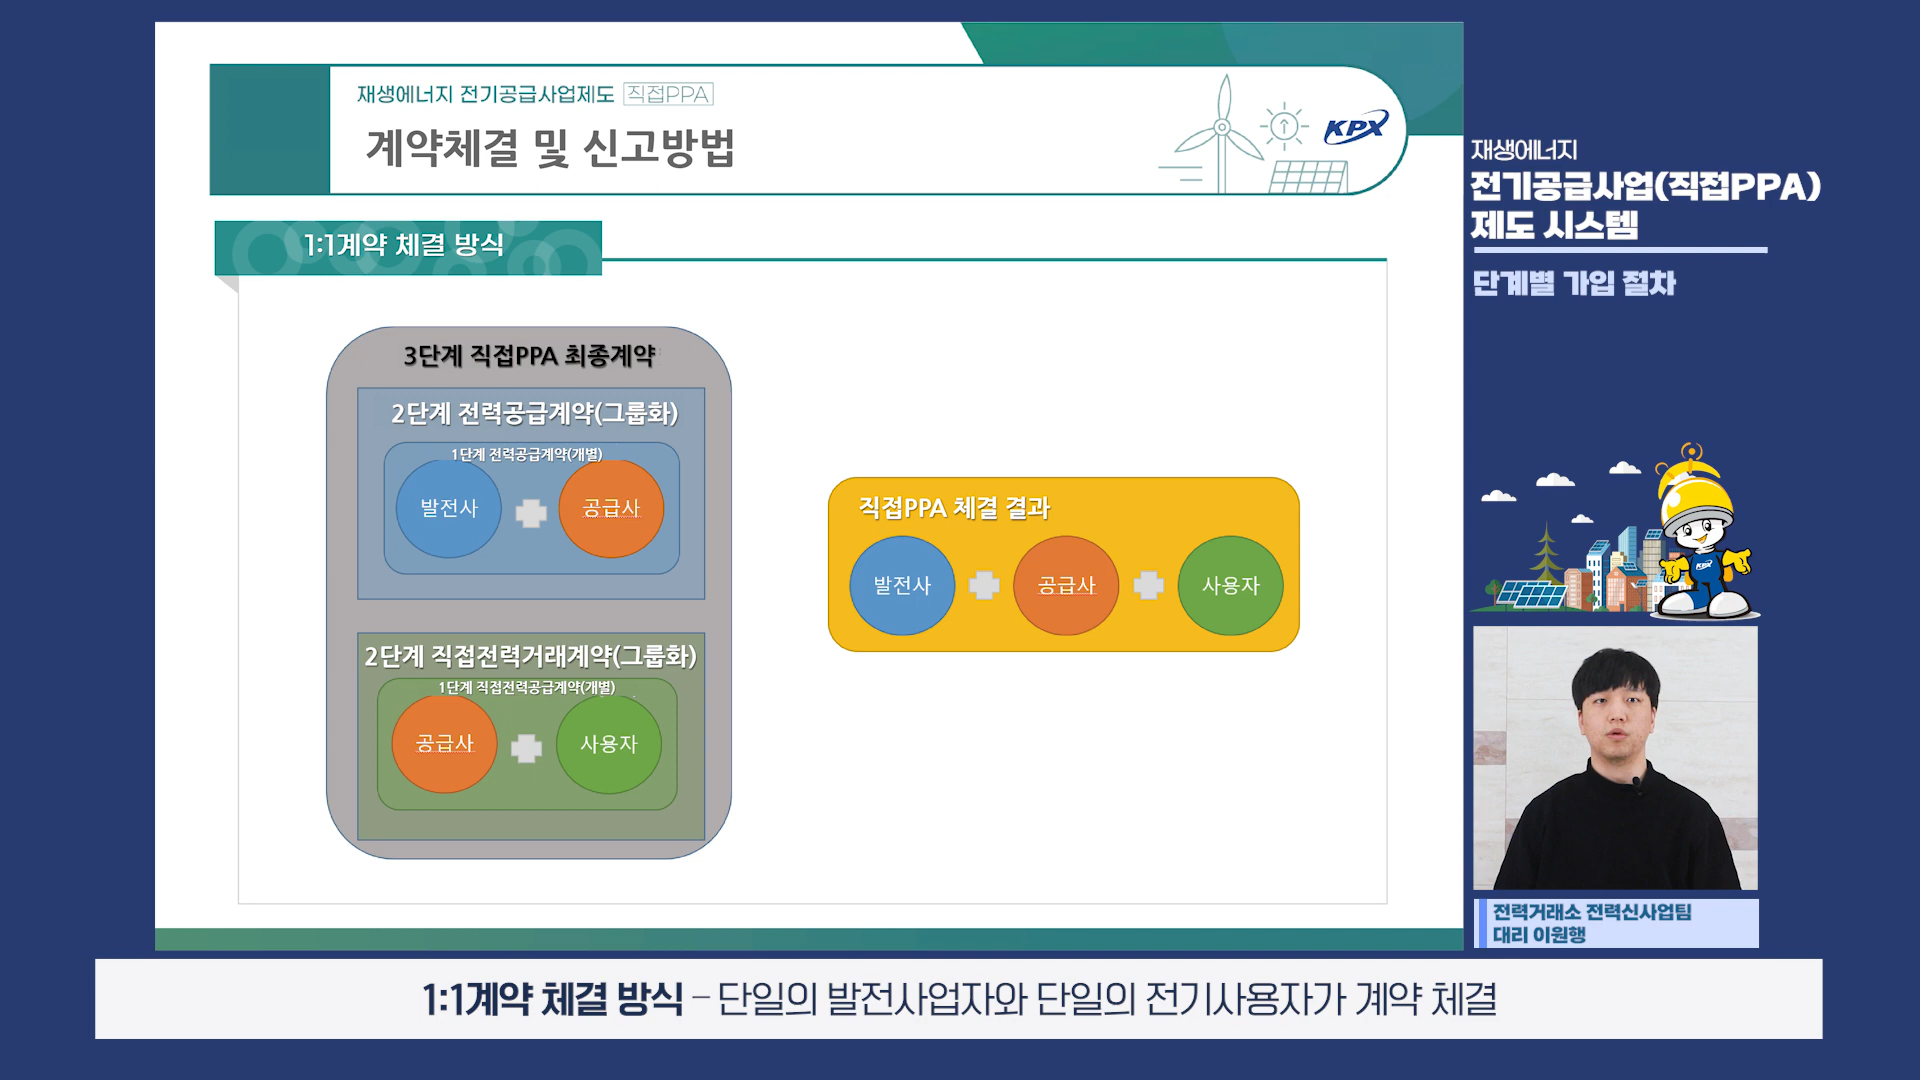 재생에너지 전기공급사업제도 직접PPA
계약체결 및 신고방법
KPX
1:1계약 체결 방식
3단계 직접PPA 최종계약
2단계 전력공급계약(그룹화)
1단계 전력공급계약(개별)
발전사
공급사
2단계 직접전력거래계약(그룹화)
1단계 직접전력공급계약(개별)
공급사
사용자
직접PPA 체결 결과
발전사
공급사
사용자
재생에너지
전기공급사업(직접PPA)
제도 시스템
단계별 가입 절차
KPX
전력거래소 전력신사업팀
대리 이원행
1:1계약 체결 방식 – 단일의 발전사업자와 단일의 전기사용자가 계약 체결